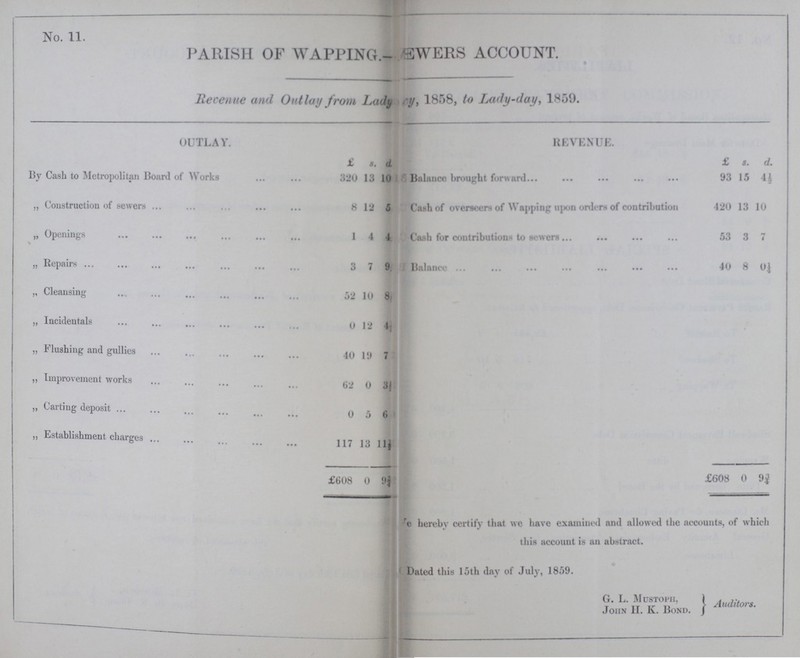 No. 11.
PARISH OF WAPPING.—SEWERS ACCOUNT.
Revenue and Outlay from Lady-day, 1858, to Lady-day, 1859.
OUTLAY.
£ s. d.
By Cash to Metropolitan Board of Works ... ... 320 13 10
„ Construction of sewers ... ... ... ... ... 8 12 5
„ Openings ... ... ... ... ... ... 1 4 4
„ Repairs ... ... ... ... ... ... ... 3 7 9
„ Cleansing ... ... ... ... ... ... 52 10 8
„ Incidentals ... ... ... ... ... ... 0 12 4
„ Flushing and gullies ... ... ... ... ... 40 19 7
„ Improvement works ... ... ... ... ... 62 0 3
„ Carting deposit ... ... ... ... ... ... 0 5 6
„ Establishment charges ... ... ... ... ... 117 13 11
£608 0 9¾
REVENUE.
£ s. d.
Balance brought forward... ... ... ... ... 93 15 4½
Cash of overseers of Wapping upon orders of contribution 420 13 10
Cash for contributions to sewers ... ... ... ... 53 3 7
Balance ... ... ... ... ... ... ... 40 8 0¼
£608 0 9¾
e hereby certify that we have examined and allowed the accounts, of which
this account is an abstract.
Dated this 15th day of July, 1859.
G. L. MUSTOPH,
JOHN H. K. BOND.
} Auditors.